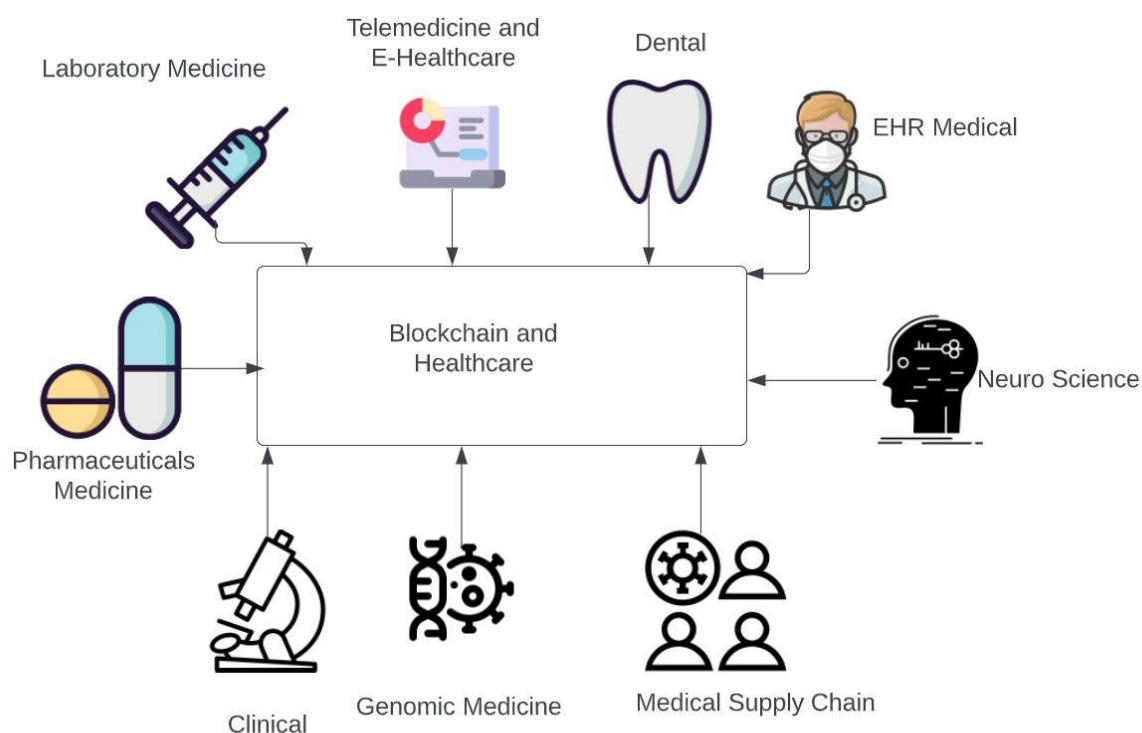 Telemedicine and
E-Healthcare
Dental
Laboratory Medicine
EHR Medical
Blockchain and
Healthcare
Neuro Science
Pharmaceuticals
Medicine
Clinical
Genomic Medicine
Medical Supply Chain